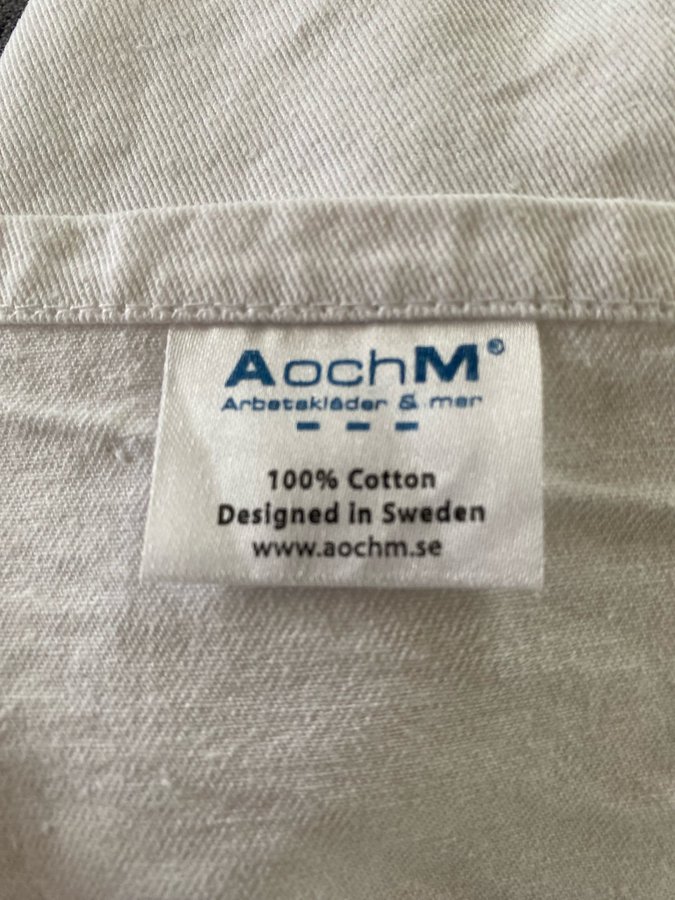 AochM®
Arbetskläder & mer
100% Cotton
Designed in Sweden
www.aochm.se